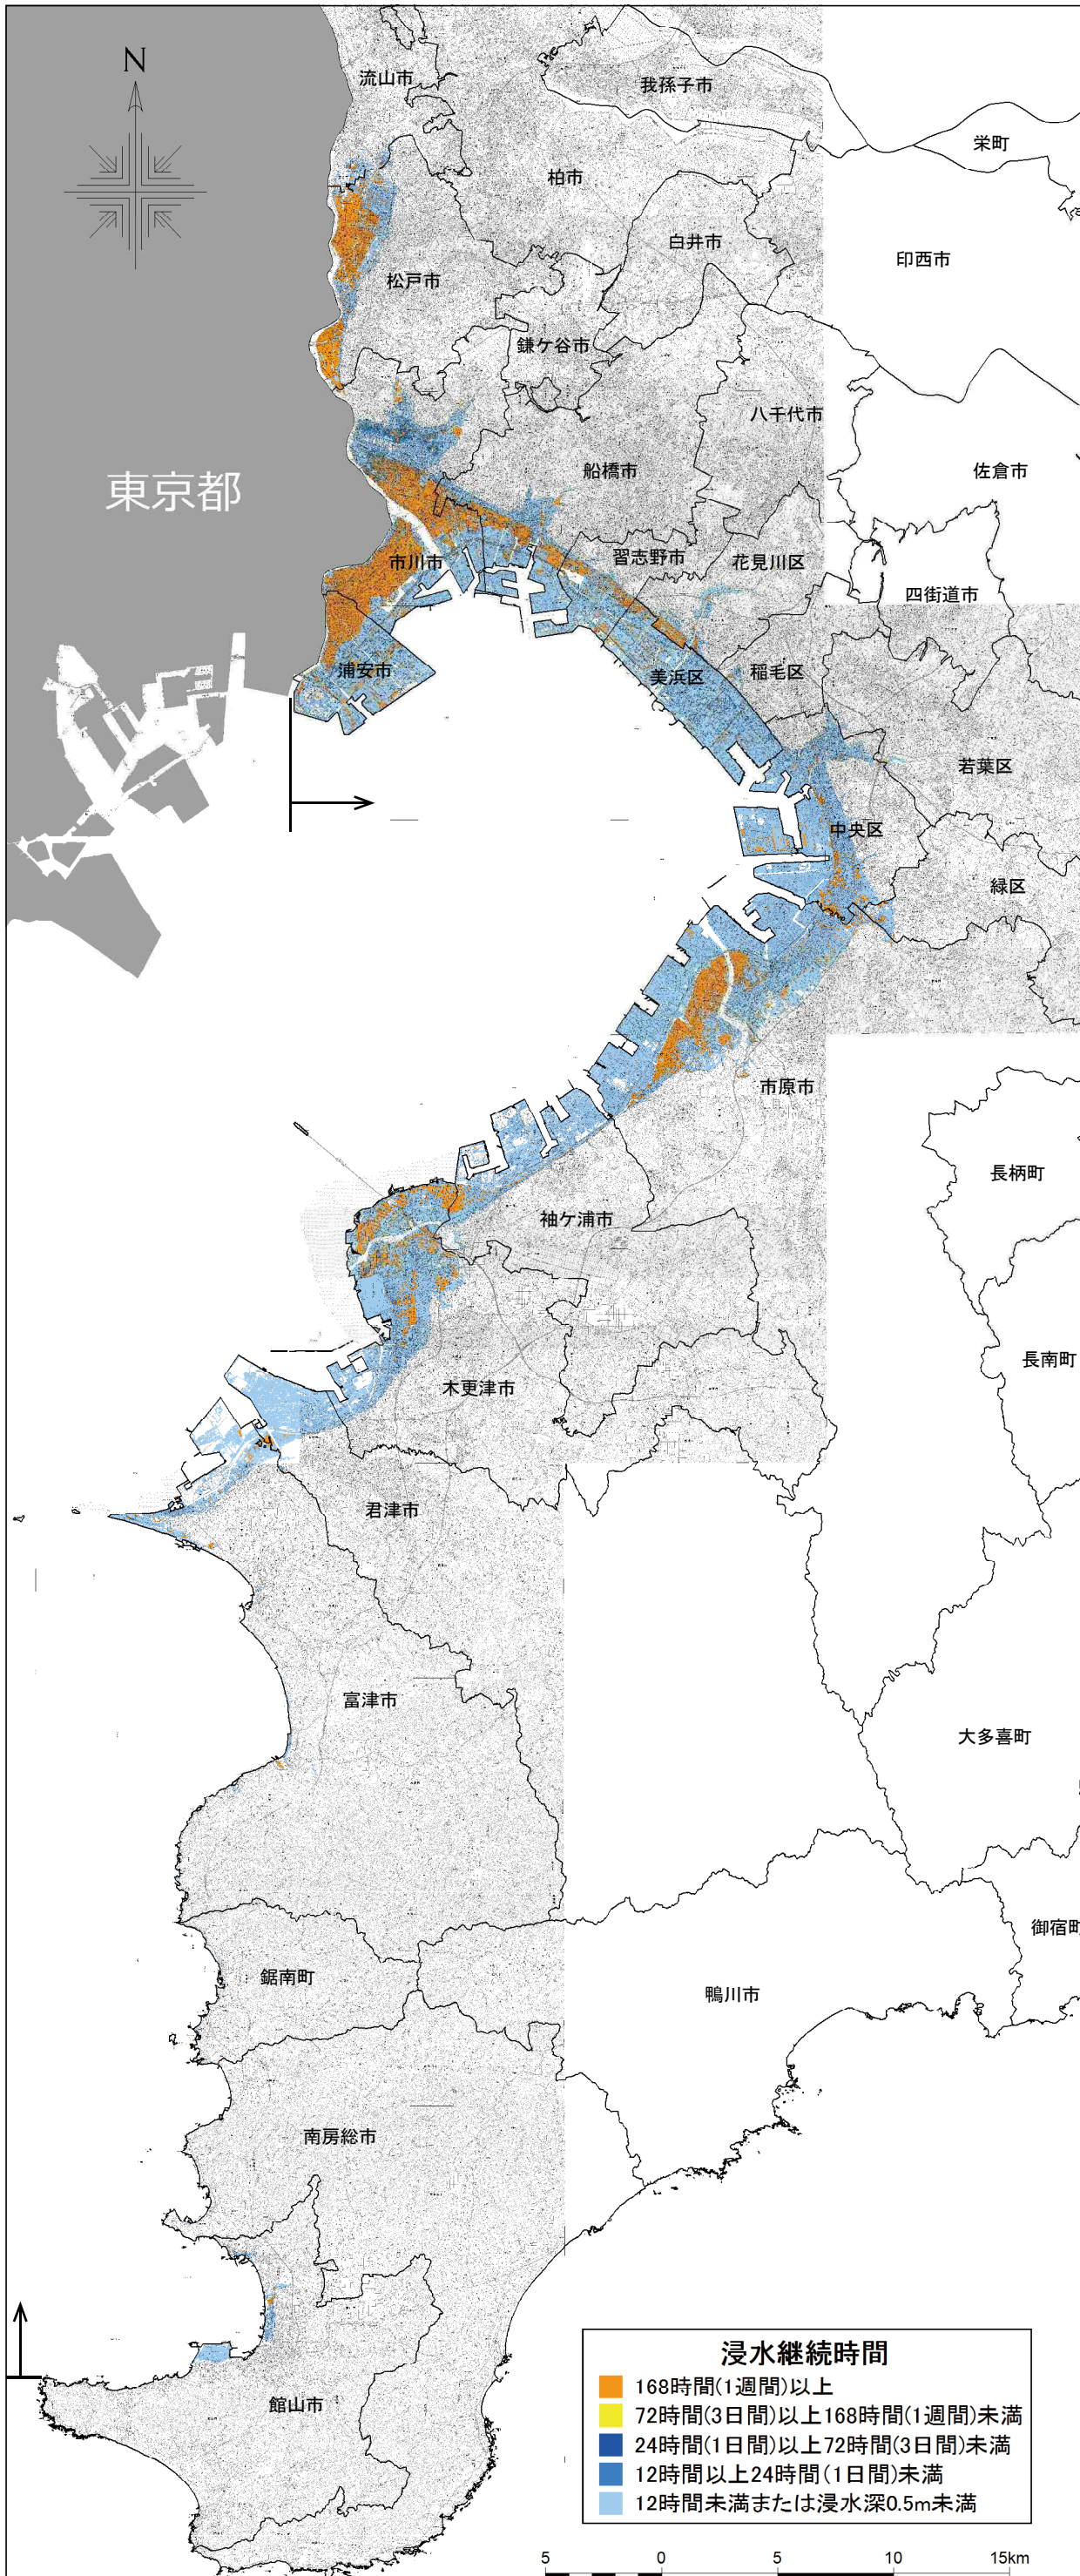 N
流山市
我孫子市
栄町
柏市
白井市
印西市
松戸市
鎌ケ谷市
八千代市
船橋市
佐倉市
東京都
市川市
習志野市
花見川区
四街道市
浦安市
美浜区
稲毛区
若葉区
中央区
緑区
市原市
長柄町
袖ケ浦市
長南町
木更津市
君津市
富津市
大多喜町
御宿町
鋸南町
鴨川市
南房総市
館山市
浸水継続時間
168時間(1週間)以上
72時間(3日間)以上168時間(1週間)未満
24時間(1日間)以上72時間(3日間)未満
12時間以上24時間(1日間)未満
12時間未満または浸水深0.5m未満
5 0 5 10 15km